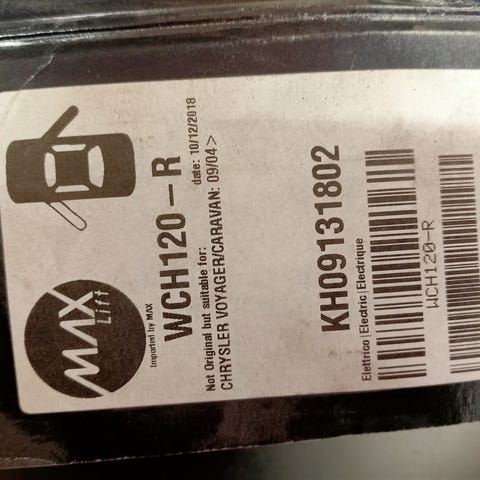 MAX
Lift
Imported by MAX
WCH120-R
date: 10/12/2018
Not Original but suitable for:
CHRYSLER VOYAGER/CARAVAN: 09/04>
KH09131802
Elettrico|Electric|Electrique
WCH120-R